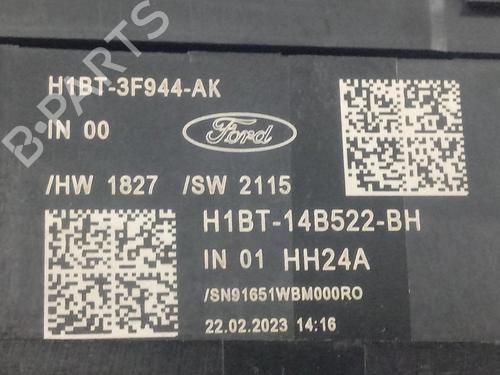 H1BT-3F944-AK
IN 00
Ford
/HW 1827 /SW 2115
H1BT-14B522-BH
IN 01 HH24A
/SN91651WBM000RO
22.02.2023 14:16
B-PARTS